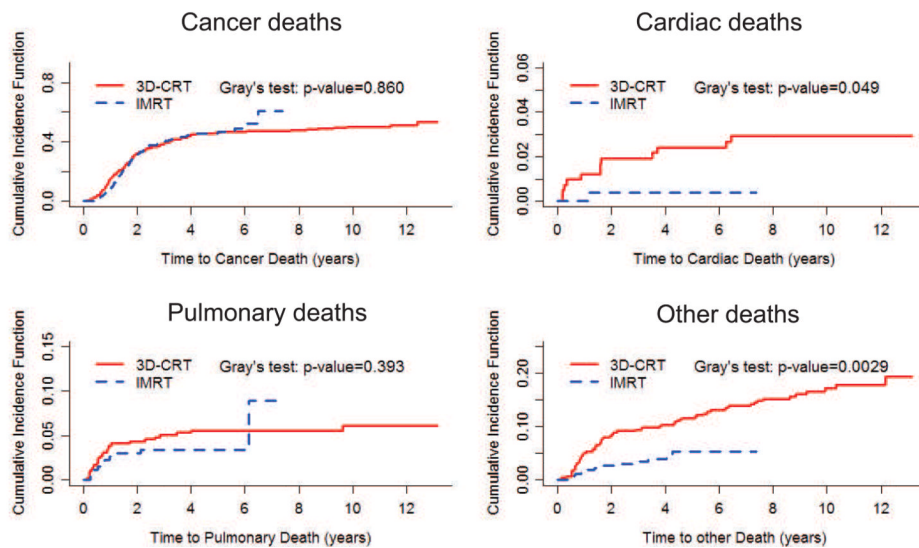 Cancer deaths
Cumulative Incidence Function
0.8
0.4
0.0
3D-CRT
IMRT
Gray's test: p-value=0.860
0 2 4 6 8 10 12
Time to Cancer Death (years)
Cardiac deaths
Cumulative Incidence Function
0.06
0.04
0.02
0.00
3D-CRT
IMRT
Gray's test: p-value=0.049
0 2 4 6 8 10 12
Time to Cardiac Death (years)
Pulmonary deaths
Cumulative Incidence Function
0.15
0.10
0.05
0.00
3D-CRT
IMRT
Gray's test: p-value=0.393
0 2 4 6 8 10 12
Time to Pulmonary Death (years)
Other deaths
Cumulative Incidence Function
0.20
0.10
0.00
3D-CRT
IMRT
Gray's test: p-value=0.0029
0 2 4 6 8 10 12
Time to other Death (years)